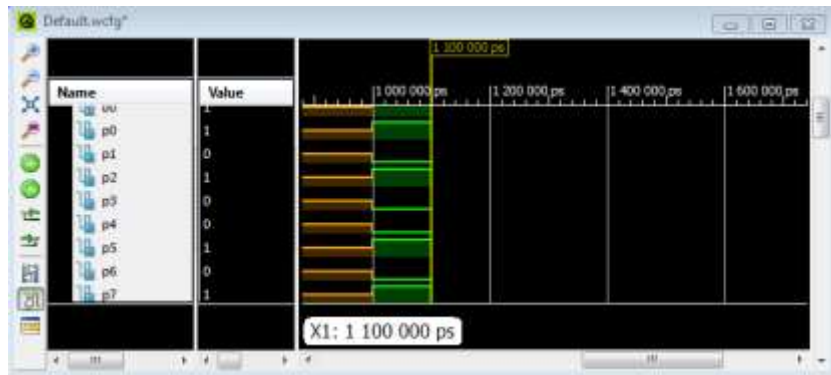 Default.wcfg*
1 100 000 ps
Name Value
1 000 000 ps 1 200 000 ps 1 400 000 ps 1 600 000 ps
p0 1
p1 0
p2 1
p3 0
p4 0
p5 1
p6 0
p7 1
X1: 1 100 000 ps